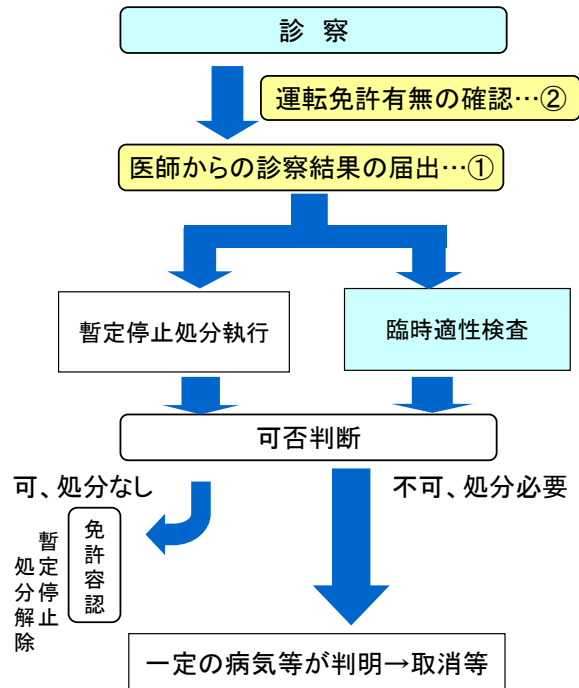 診　察
運転免許有無の確認…②
医師からの診察結果の届出…①
暫定停止処分執行
臨時適性検査
可否判断
可、処分なし
不可、処分必要
免許容認
暫定停止
処分解除
一定の病気等が判明→取消等